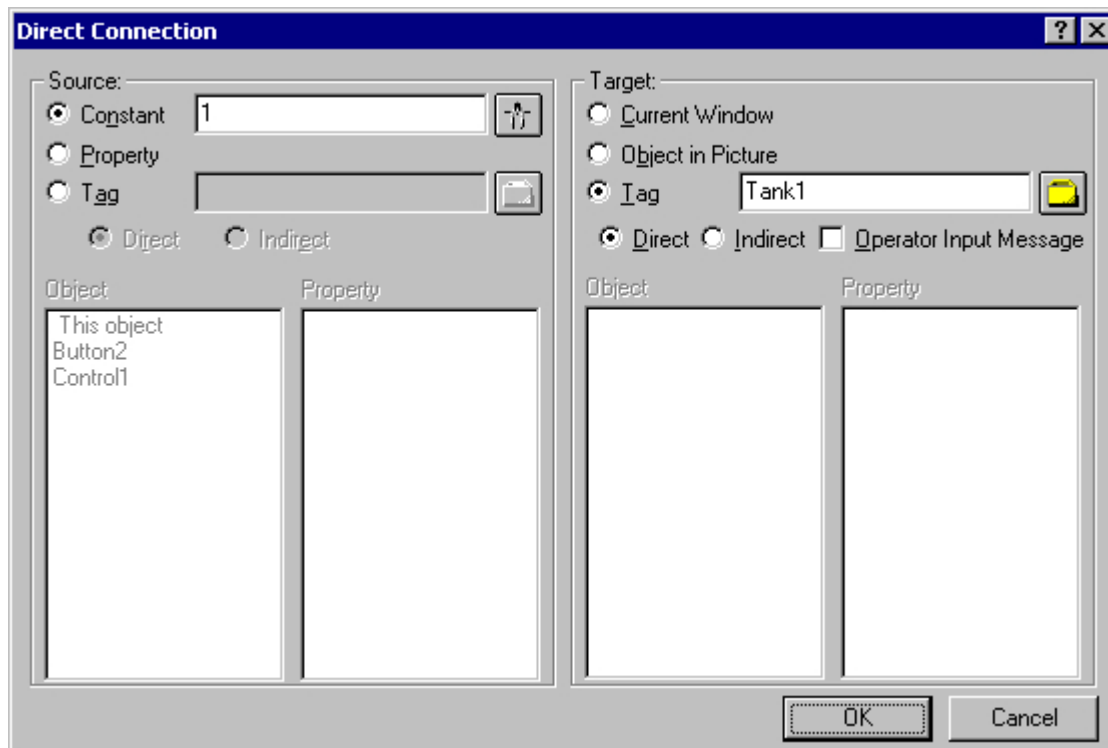 Direct Connection
Source:
Constant 1
Property
Tag
Direct Indirect
Object Property
This object
Button2
Control1
Target:
Current Window
Object in Picture
Tag Tank1
Direct Indirect Operator Input Message
Object Property
OK Cancel